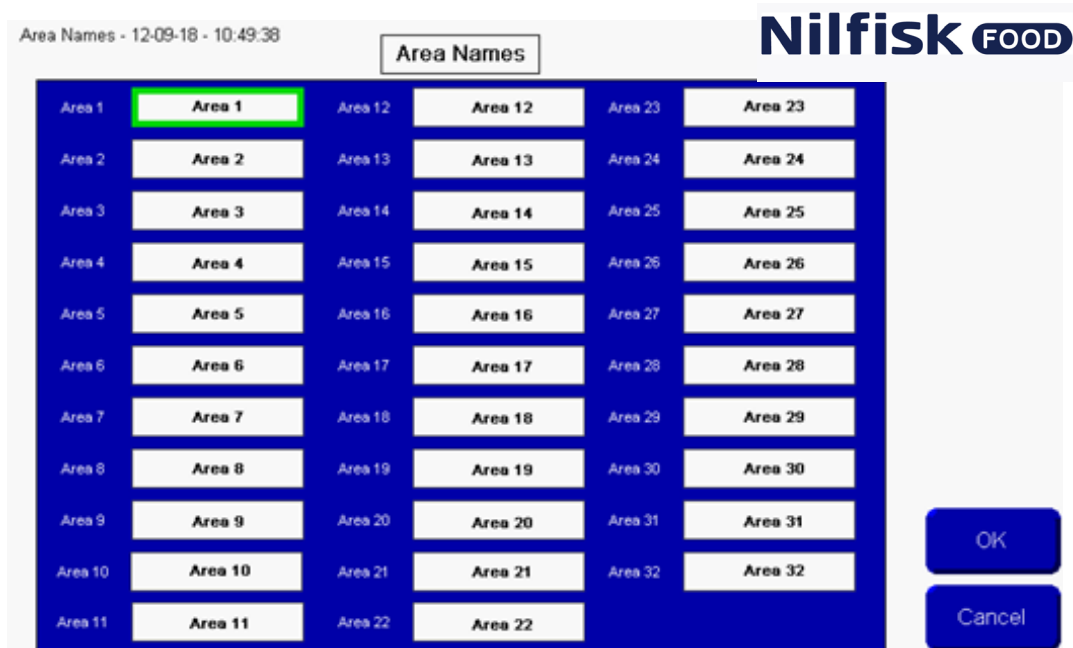 Area Names - 12-09-18 - 10:49:38
Nilfisk FOOD
Area Names
Area 1 Area 1 Area 12 Area 12 Area 23 Area 23
Area 2 Area 2 Area 13 Area 13 Area 24 Area 24
Area 3 Area 3 Area 14 Area 14 Area 25 Area 25
Area 4 Area 4 Area 15 Area 15 Area 26 Area 26
Area 5 Area 5 Area 16 Area 16 Area 27 Area 27
Area 6 Area 6 Area 17 Area 17 Area 28 Area 28
Area 7 Area 7 Area 18 Area 18 Area 29 Area 29
Area 8 Area 8 Area 19 Area 19 Area 30 Area 30
Area 9 Area 9 Area 20 Area 20 Area 31 Area 31
OK
Area 10 Area 10 Area 21 Area 21 Area 32 Area 32
Area 11 Area 11 Area 22 Area 22
Cancel